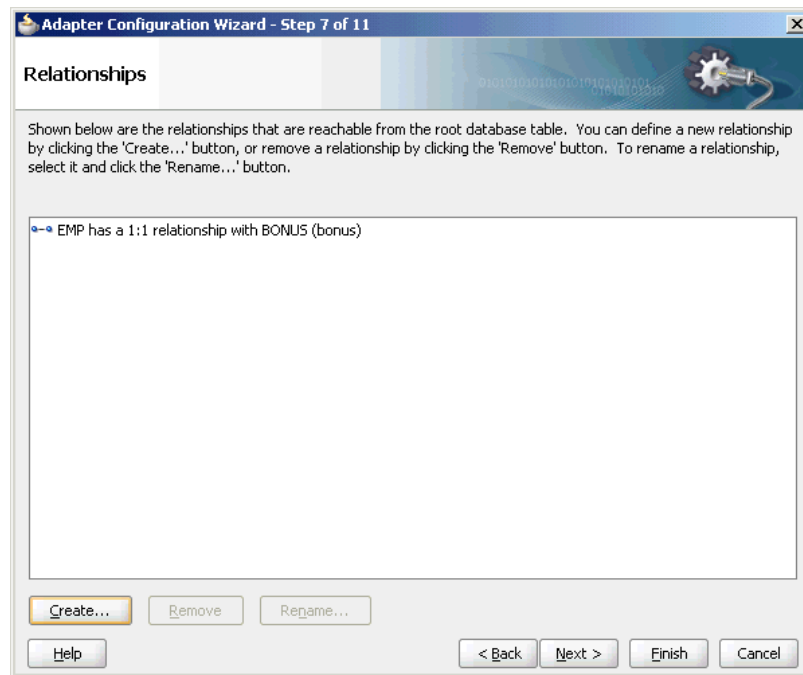 Adapter Configuration Wizard - Step 7 of 11
Relationships
Shown below are the relationships that are reachable from the root database table. You can define a new relationship
by clicking the 'Create...' button, or remove a relationship by clicking the 'Remove' button. To rename a relationship,
select it and click the 'Rename...' button.
EMP has a 1:1 relationship with BONUS (bonus)
Create...
Remove
Rename...
Help
< Back
Next >
Finish
Cancel